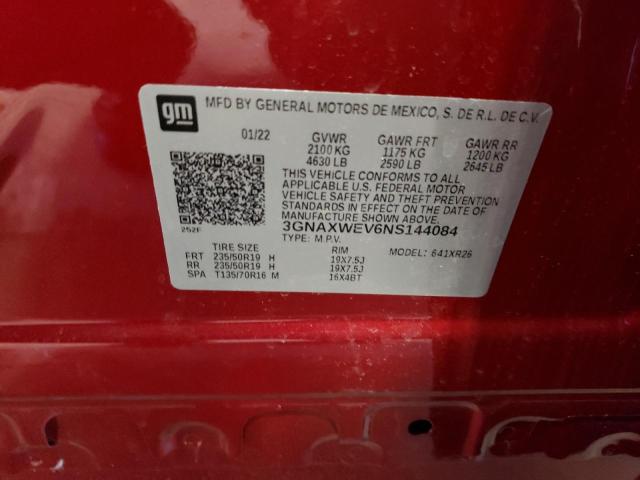 gm MFD BY GENERAL MOTORS DE MEXICO, S. DE R.L. DE C.V.
01/22 GVWR GAWR FRT GAWR RR
2100 KG 1175 KG 1200 KG
4630 LB 2590 LB 2645 LB
THIS VEHICLE CONFORMS TO ALL
APPLICABLE U.S. FEDERAL MOTOR
VEHICLE SAFETY AND THEFT PREVENTION
STANDARDS IN EFFECT ON THE DATE OF
MANUFACTURE SHOWN ABOVE.
252F 3GNAXWEV6NS144084
TYPE: M.P.V. MODEL: 641XR26
TIRE SIZE RIM
FRT 235/50R19 H 19X7.5J
RR 235/50R19 H 19X7.5J
SPA T135/70R16 M 16X4BT